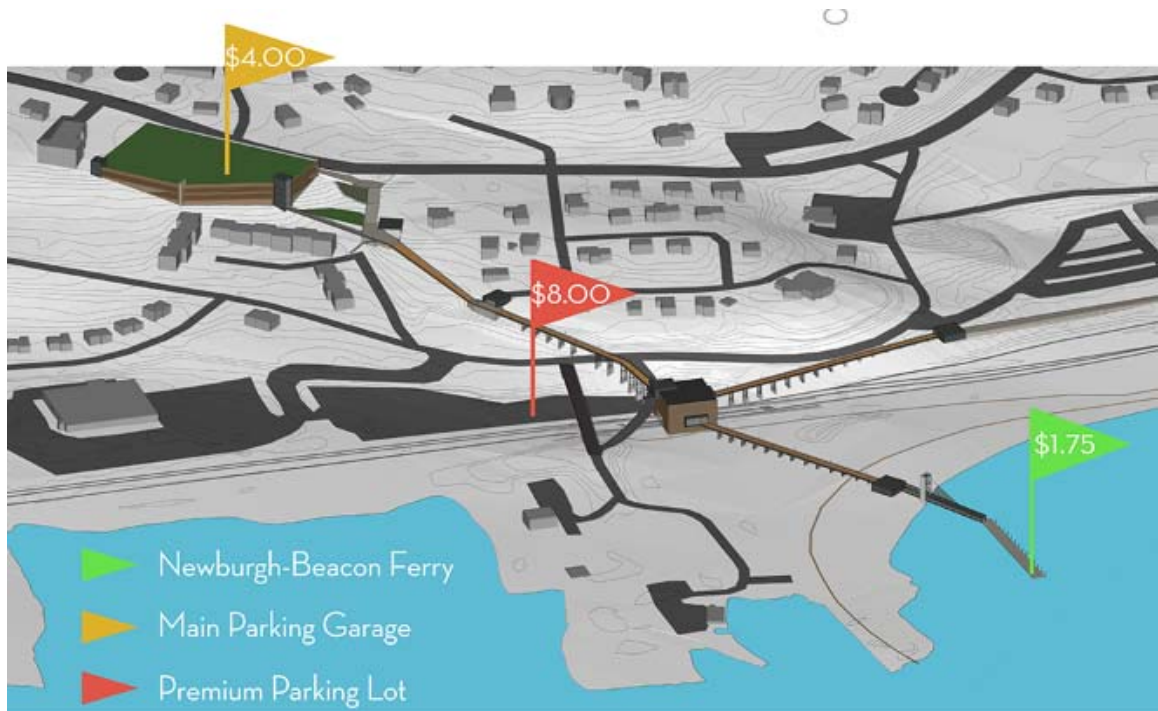 $4.00
$8.00
$1.75
Newburgh-Beacon Ferry
Main Parking Garage
Premium Parking Lot